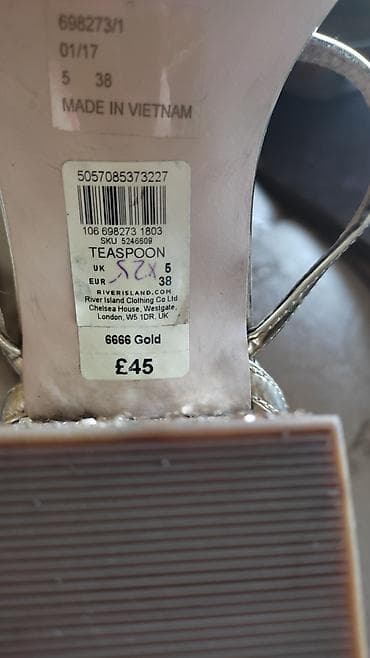 698273/1
01/17
5 38
MADE IN VIETNAM
5057085373227
106 698273 1803
SKU 5246609
TEASPOON
UK 5
EUR 38
RIVERISLAND.COM
River Island Clothing Co Ltd
Chelsea House, Westgate,
London, W5 1DR, UK
6666 Gold
£45